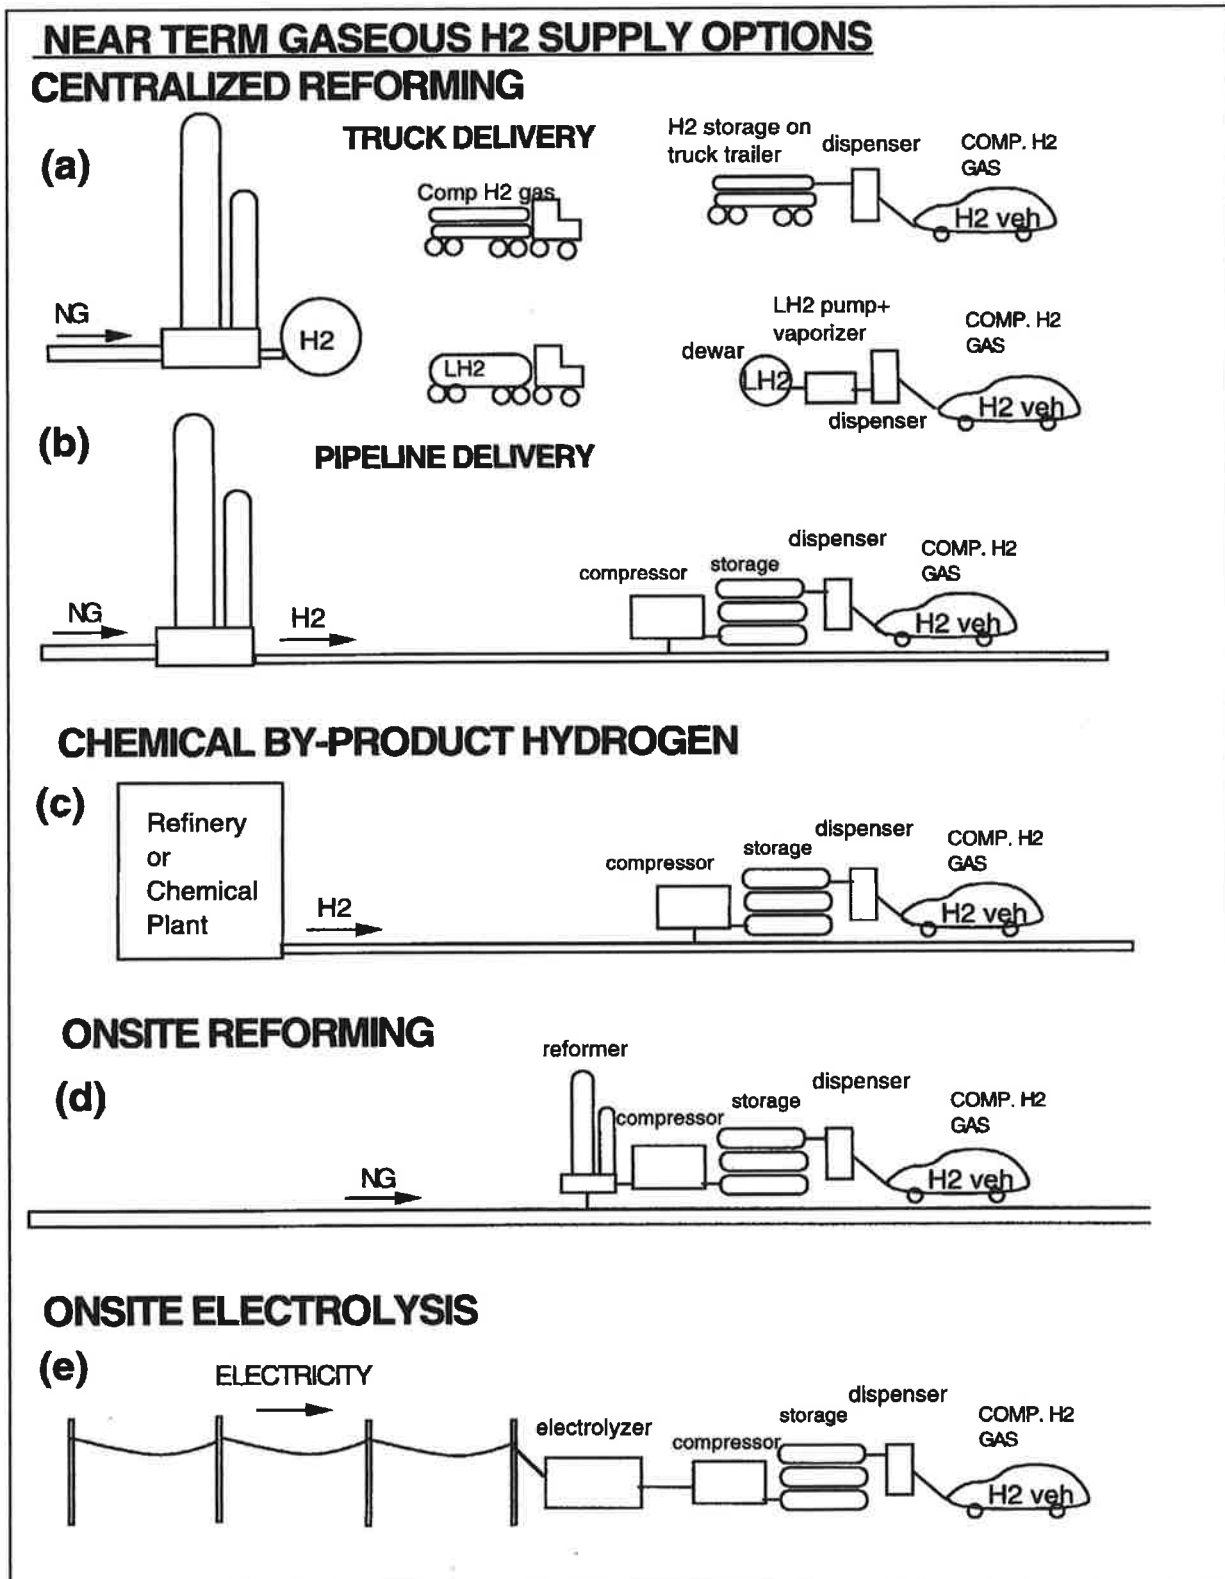 NEAR TERM GASEOUS H2 SUPPLY OPTIONS
CENTRALIZED REFORMING
(a)
TRUCK DELIVERY
NG
H2
Comp H2 gas
H2 storage on
truck trailer
dispenser
COMP. H2
GAS
H2 veh
LH2
dewar
LH2
LH2 pump+
vaporizer
dispenser
COMP. H2
GAS
H2 veh
(b)
PIPELINE DELIVERY
NG
H2
compressor
storage
dispenser
COMP. H2
GAS
H2 veh
CHEMICAL BY-PRODUCT HYDROGEN
(c)
Refinery
or
Chemical
Plant
H2
compressor
storage
dispenser
COMP. H2
GAS
H2 veh
ONSITE REFORMING
(d)
NG
reformer
compressor
storage
dispenser
COMP. H2
GAS
H2 veh
ONSITE ELECTROLYSIS
(e)
ELECTRICITY
electrolyzer
compressor
storage
dispenser
COMP. H2
GAS
H2 veh